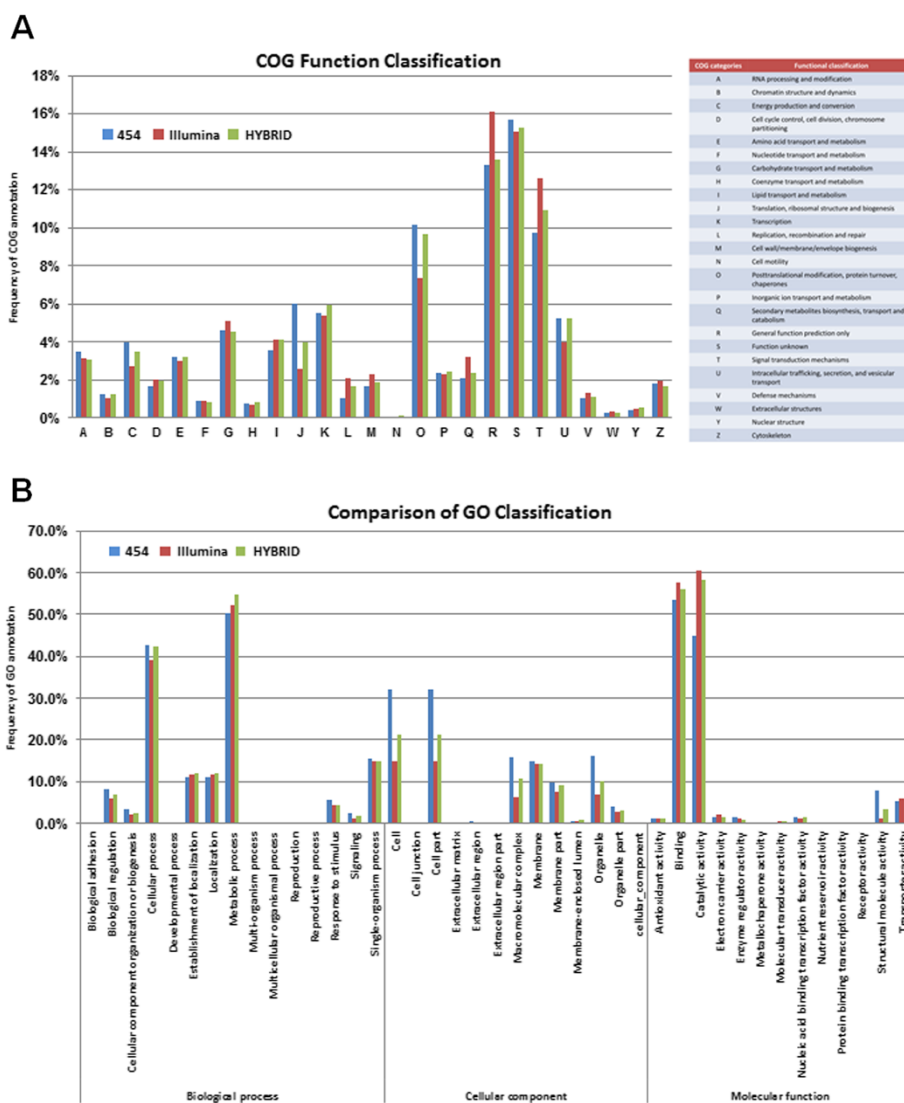 A
COG Function Classification
18%
16%
14%
12%
10%
8%
6%
4%
2%
0%
Frequency of COG annotation
454 Illumina HYBRID
A B C D E F G H I J K L M N O P Q R S T U V W Y Z
COG categories Functional classification
A RNA processing and modification
B Chromatin structure and dynamics
C Energy production and conversion
D Cell cycle control, cell division, chromosome
partitioning
E Amino acid transport and metabolism
F Nucleotide transport and metabolism
G Carbohydrate transport and metabolism
H Coenzyme transport and metabolism
I Lipid transport and metabolism
J Translation, ribosomal structure and biogenesis
K Transcription
L Replication, recombination and repair
M Cell wall/membrane/envelope biogenesis
N Cell motility
O Posttranslational modification, protein turnover,
chaperones
P Inorganic ion transport and metabolism
Q Secondary metabolites biosynthesis, transport and
catabolism
R General function prediction only
S Function unknown
T Signal transduction mechanisms
U Intracellular trafficking, secretion, and vesicular
transport
V Defense mechanisms
W Extracellular structures
Y Nuclear structure
Z Cytoskeleton
B
Comparison of GO Classification
70.0%
60.0%
50.0%
40.0%
30.0%
20.0%
10.0%
0.0%
Frequency of GO annotation
454 Illumina HYBRID
Biological adhesion
Biological regulation
Cellular component organization or biogenesis
Cellular process
Developmental process
Establishment of localization
Localization
Metabolic process
Multi-organism process
Multicellular organismal process
Reproduction
Reproductive process
Response to stimulus
Signaling
Single-organism process
Cell
Cell junction
Cell part
Extracellular matrix
Extracellular region
Extracellular region part
Macromolecular complex
Membrane
Membrane part
Membrane-enclosed lumen
Organelle
Organelle part
cellular_component
Antioxidant activity
Binding
Catalytic activity
Electron carrier activity
Enzyme regulator activity
Metallochaperone activity
Molecular transducer activity
Nucleic acid binding transcription factor activity
Nutrient reservoir activity
Protein binding transcription factor activity
Receptor activity
Structural molecule activity
Transporter activity
Biological process Cellular component Molecular function